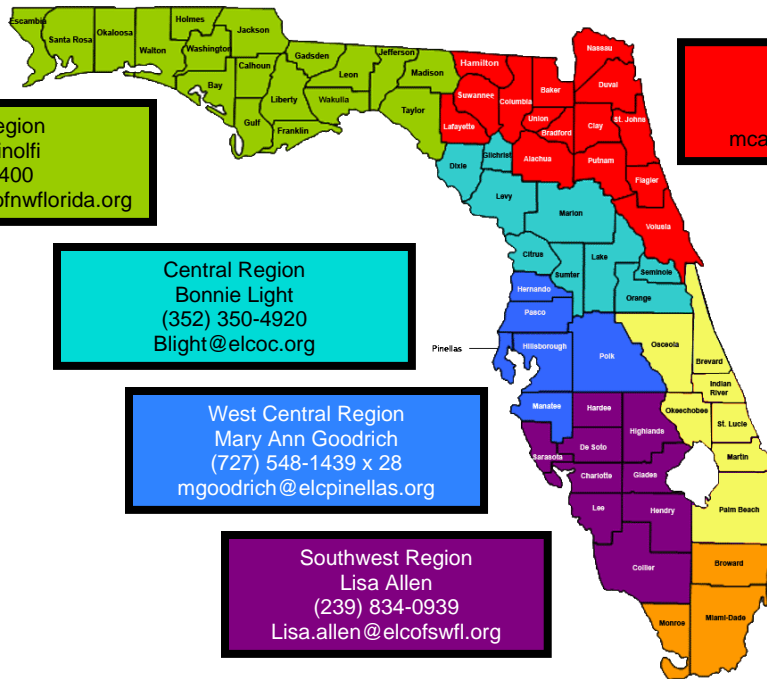 Escambia
Santa Rosa
Okaloosa
Walton
Holmes
Washington
Jackson
Bay
Calhoun
Gulf
Gadsden
Liberty
Franklin
Leon
Wakulla
Jefferson
Madison
Taylor
Hamilton
Suwannee
Lafayette
Columbia
Baker
Union
Bradford
Alachua
Nassau
Duval
Clay
St. Johns
Putnam
Flagler
Volusia
mca
egion
inolfi
400
ofnwflorida.org
Dixie
Gilchrist
Levy
Marion
Citrus
Sumter
Lake
Seminole
Orange
Central Region
Bonnie Light
(352) 350-4920
Blight@elcoc.org
Hernando
Pasco
Pinellas
Hillsborough
Polk
Manatee
Osceola
Brevard
Indian
River
Okeechobee
St. Lucie
Martin
Palm Beach
West Central Region
Mary Ann Goodrich
(727) 548-1439 x 28
mgoodrich@elcpinellas.org
Hardee
Highlands
De Soto
Sarasota
Charlotte
Glades
Lee
Hendry
Collier
Southwest Region
Lisa Allen
(239) 834-0939
Lisa.allen@elcofswfl.org
Broward
Monroe
Miami-Dade